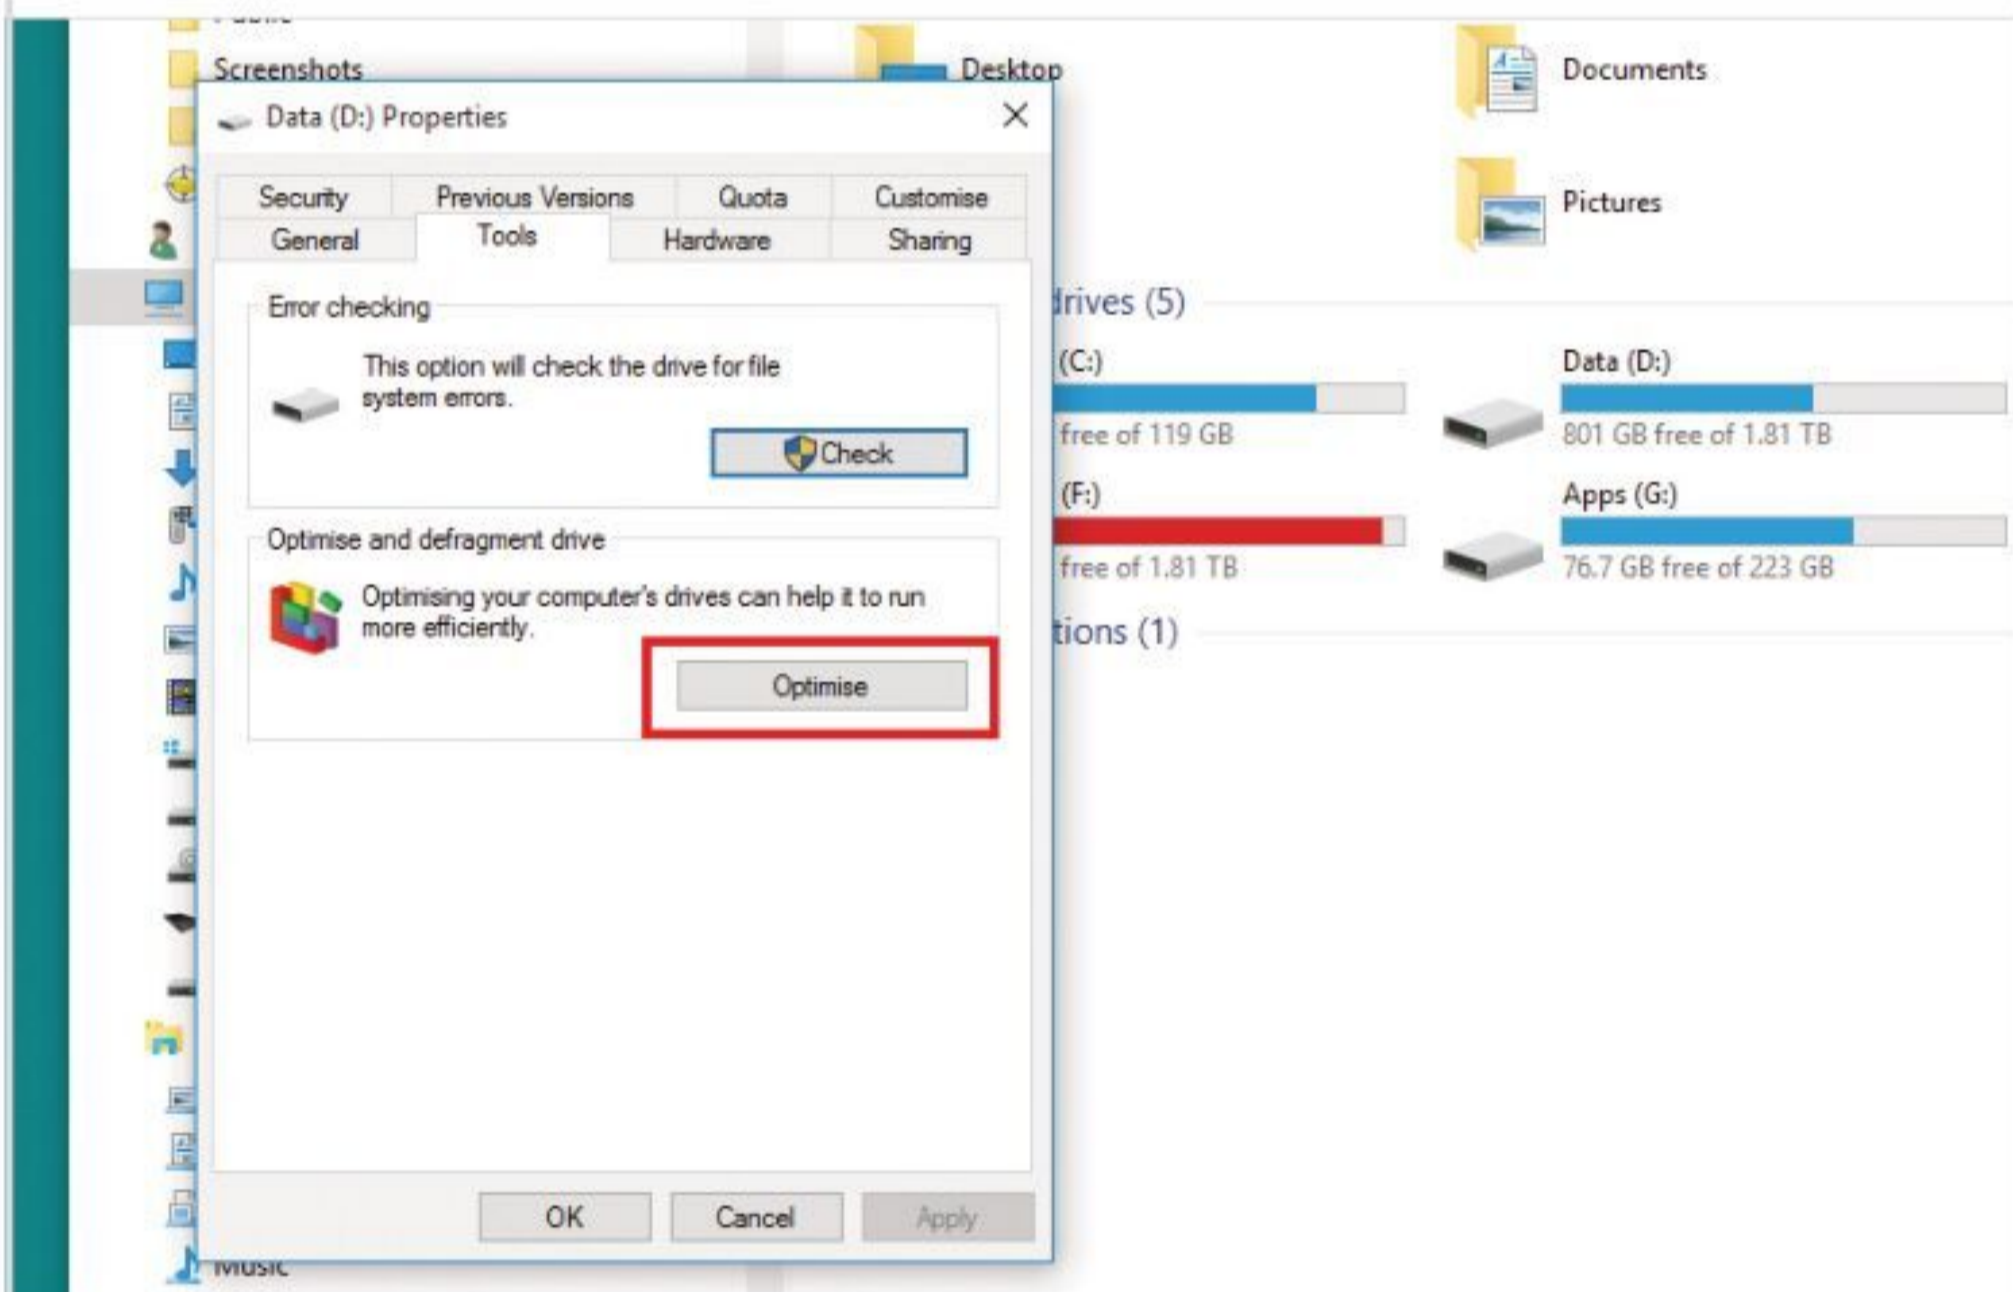 Screenshots
Desktop
Documents
Data (D:) Properties
Security
Previous Versions
Quota
Customise
Pictures
General
Tools
Hardware
Sharing
Error checking
drives (5)
This option will check the drive for file
system errors.
(C:)
Data (D:)
Check
free of 119 GB
801 GB free of 1.81 TB
(F:)
Apps (G:)
Optimise and defragment drive
free of 1.81 TB
76.7 GB free of 223 GB
Optimising your computer's drives can help it to run
more efficiently.
tions (1)
Optimise
OK
Cancel
Apply
Music